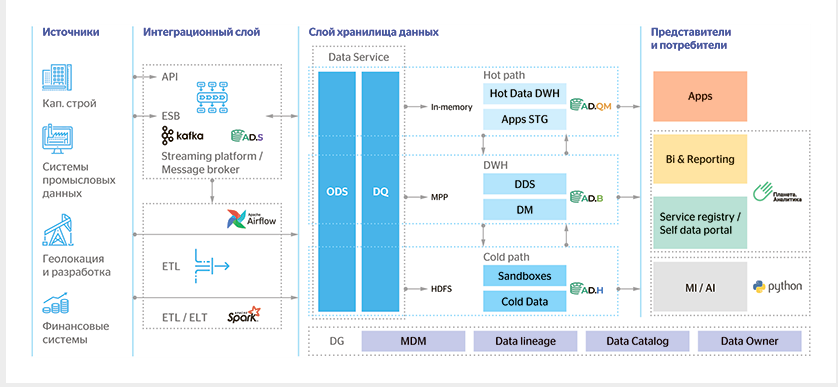 Источники
Интеграционный слой
Слой хранилища данных
Представители
и потребители
Кап. строй
Системы
промысловых
данных
Геолокация
и разработка
Финансовые
системы
API
ESB
kafka
AD.S
Streaming platform /
Message broker
Apache
Airflow
ETL
ETL / ELT
APACHE
Spark
Data Service
ODS
DQ
In-memory
MPP
HDFS
Hot path
Hot Data DWH
Apps STG
AD.QM
DWH
DDS
DM
AD.B
Cold path
Sandboxes
Cold Data
AD.H
Apps
Bi & Reporting
Service registry /
Self data portal
Планета.
Аналитика
MI / AI
python
DG
MDM
Data lineage
Data Catalog
Data Owner